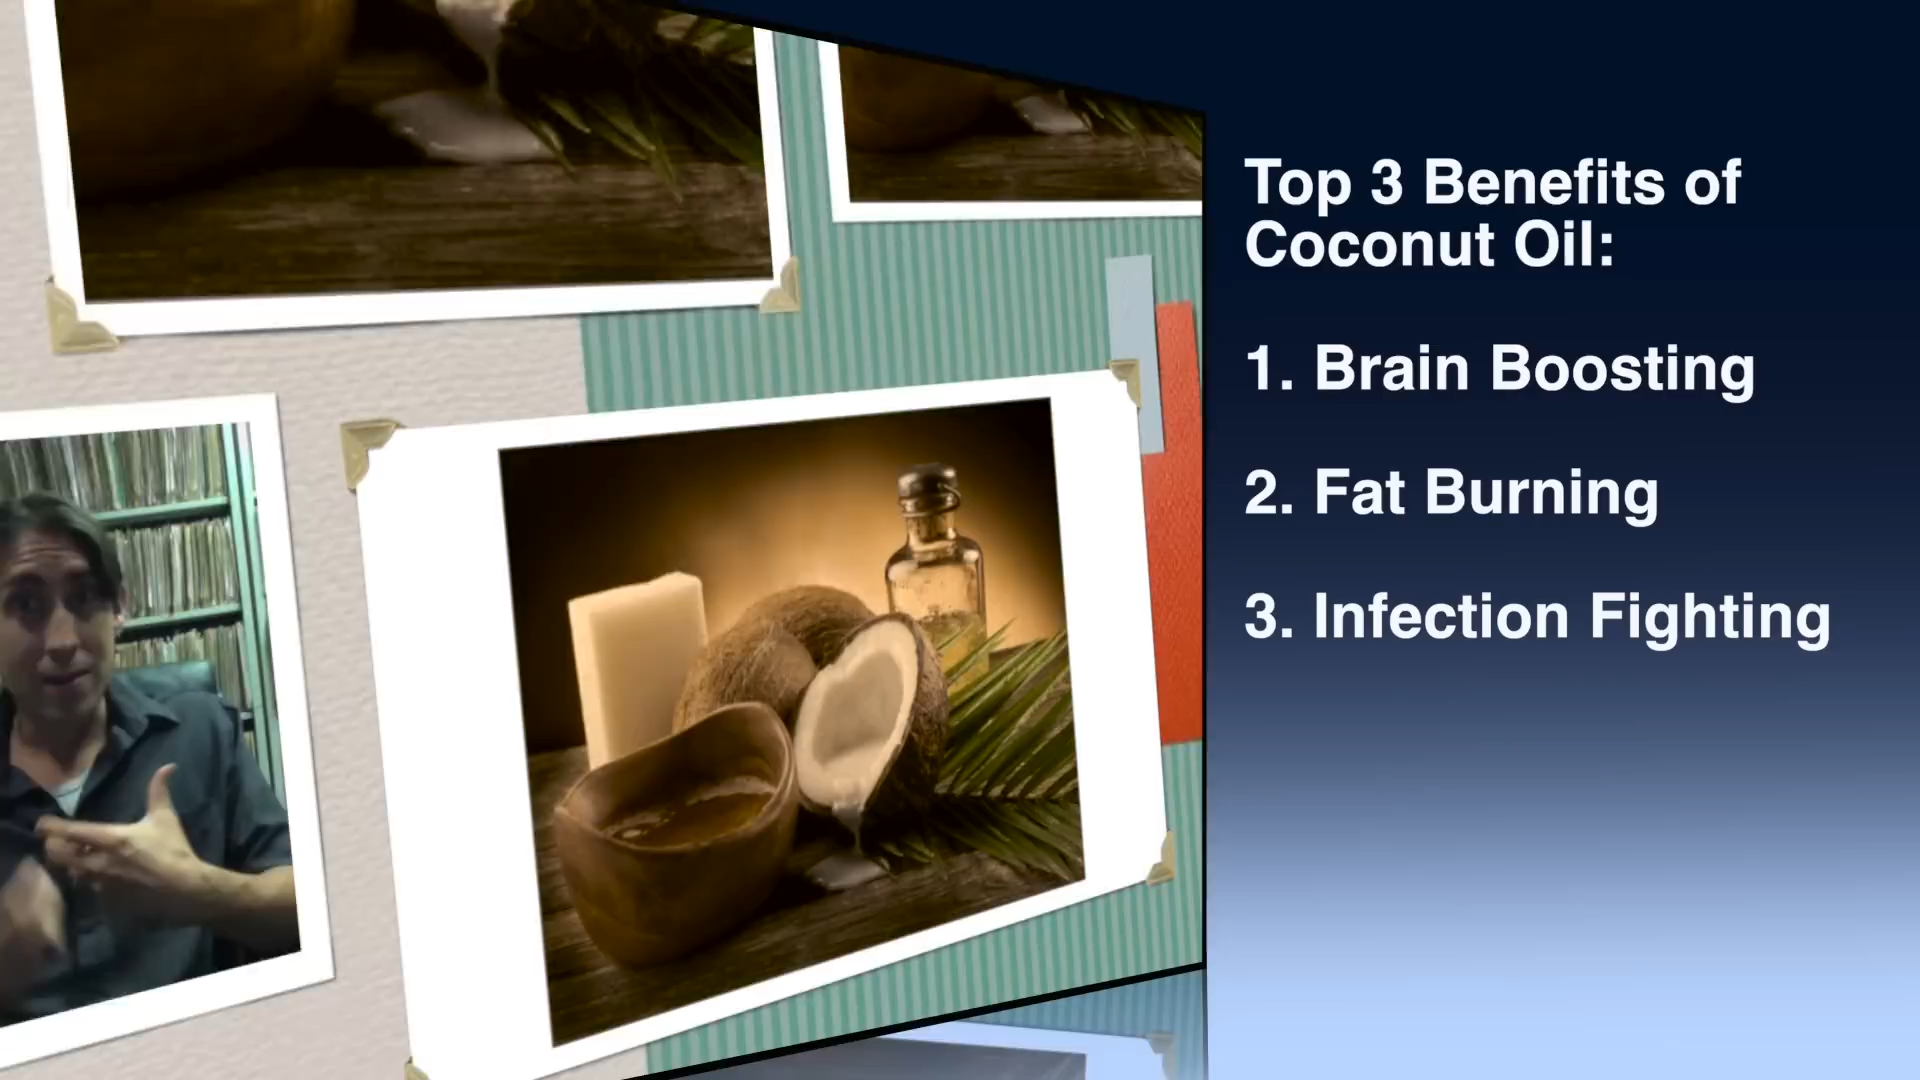 Top 3 Benefits of
Coconut Oil:
1. Brain Boosting
2. Fat Burning
3. Infection Fighting